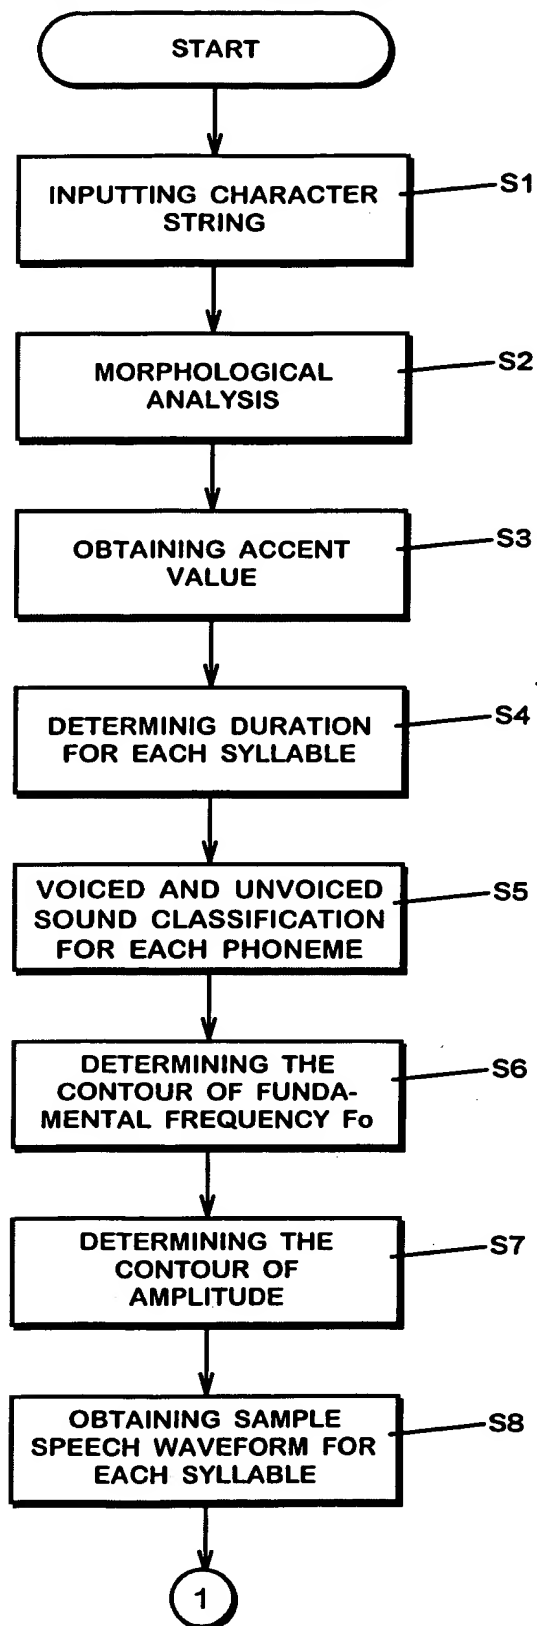 START
INPUTTING CHARACTER
STRING
S1
MORPHOLOGICAL
ANALYSIS
S2
OBTAINING ACCENT
VALUE
S3
DETERMINIG DURATION
FOR EACH SYLLABLE
S4
VOICED AND UNVOICED
SOUND CLASSIFICATION
FOR EACH PHONEME
S5
DETERMINING THE
CONTOUR OF FUNDA-
MENTAL FREQUENCY Fo
S6
DETERMINING THE
CONTOUR OF
AMPLITUDE
S7
OBTAINING SAMPLE
SPEECH WAVEFORM FOR
EACH SYLLABLE
S8
1